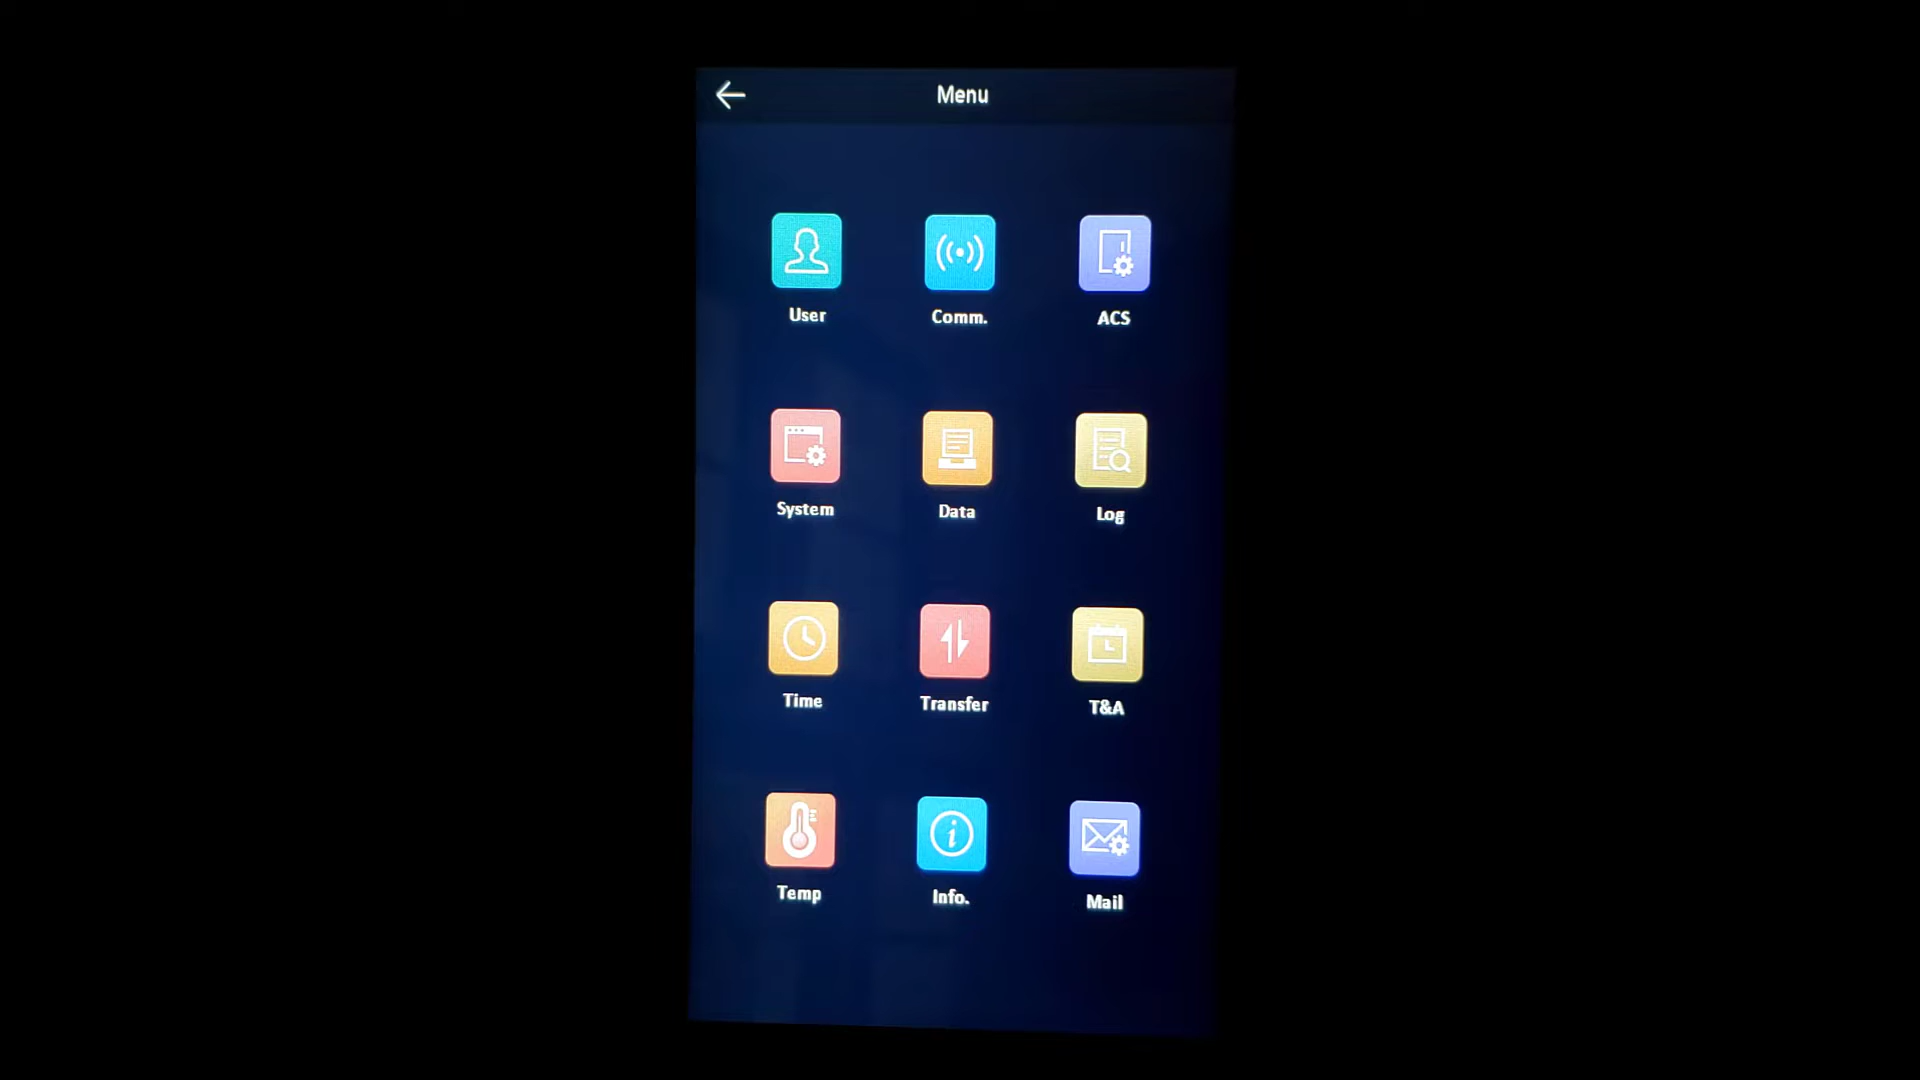 Menu
User
Comm.
ACS
System
Data
Log
Time
Transfer
T&A
Temp
Info.
Mail